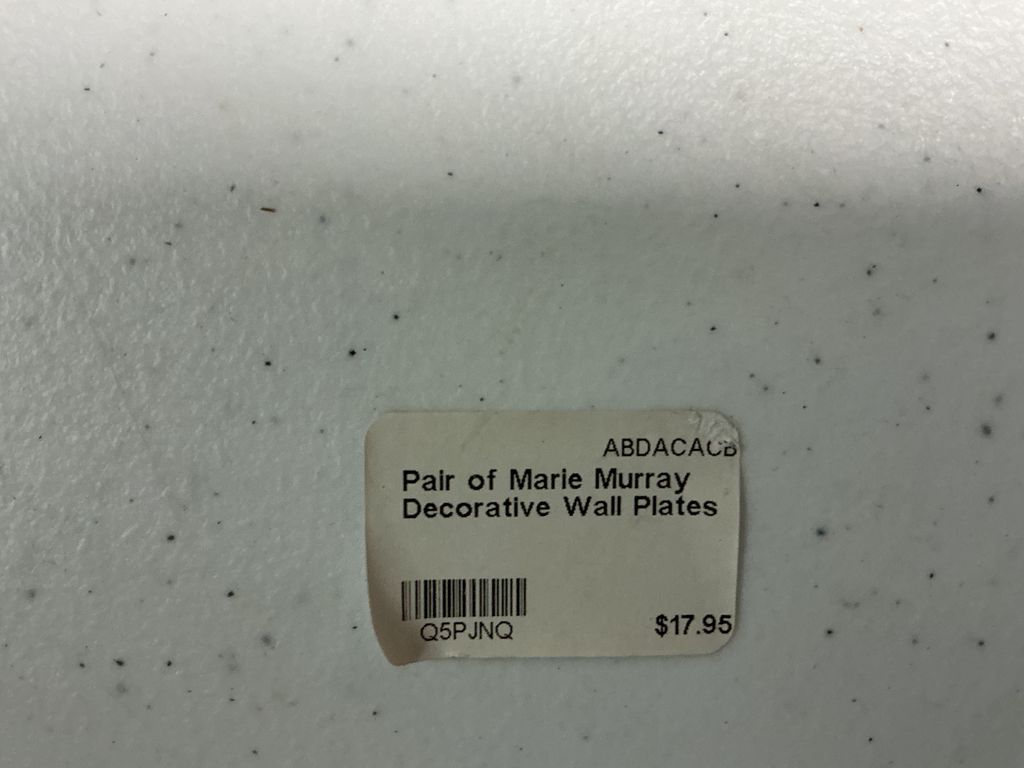 ABDACACB
Pair of Marie Murray
Decorative Wall Plates
Q5PJNQ
$17.95